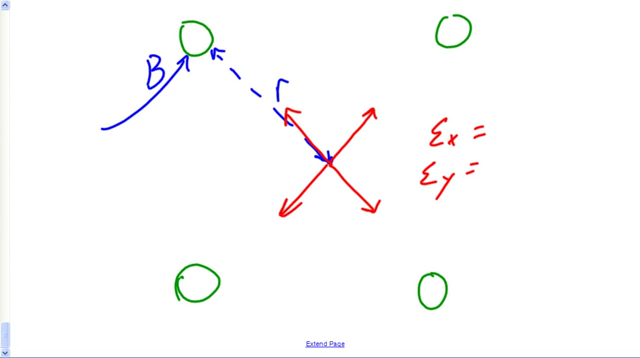 B
r
Σx =
Σy =
Extend Page